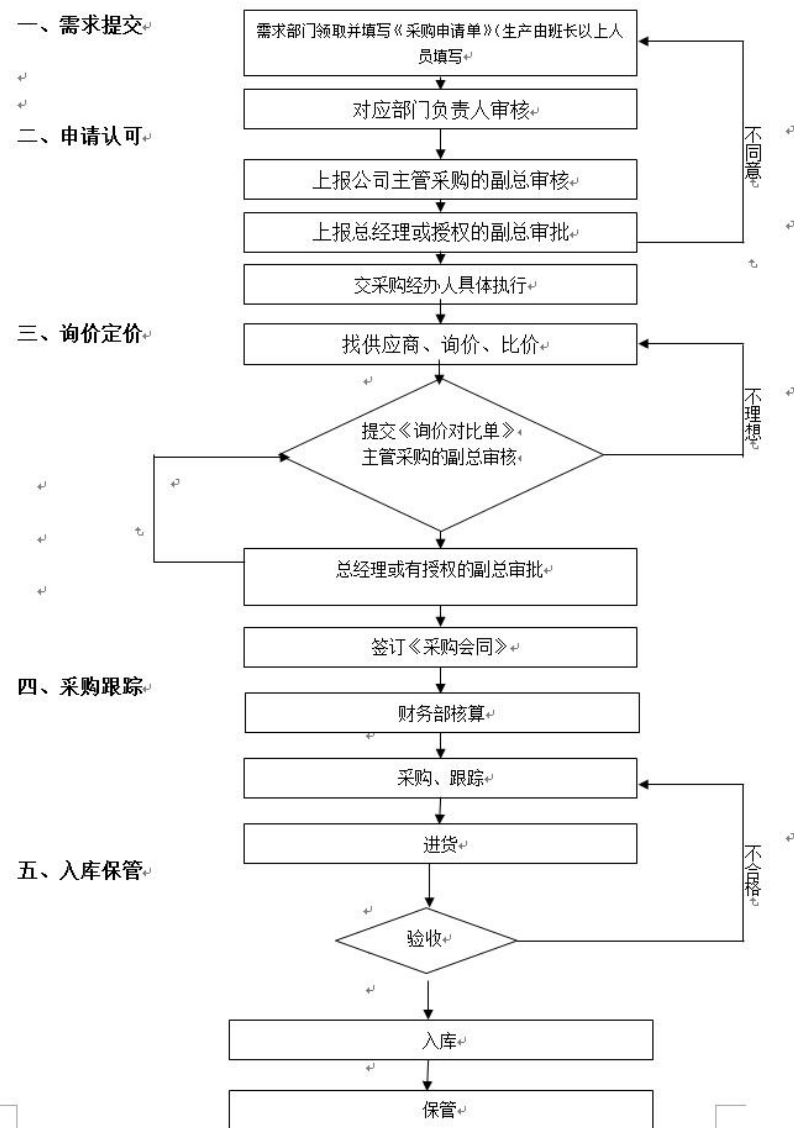 一、需求提交
需求部门领取并填写《采购申请单》（生产由班长以上人
员填写
对应部门负责人审核
二、申请认可
不同意
上报公司主管采购的副总审核
上报总经理或授权的副总审批
交采购经办人具体执行
三、询价定价
找供应商、询价、比价
不理想
提交《询价对比单》
主管采购的副总审核
总经理或有授权的副总审批
签订《采购会同》
四、采购跟踪
财务部核算
采购、跟踪
进货
五、入库保管
不合格
验收
入库
保管